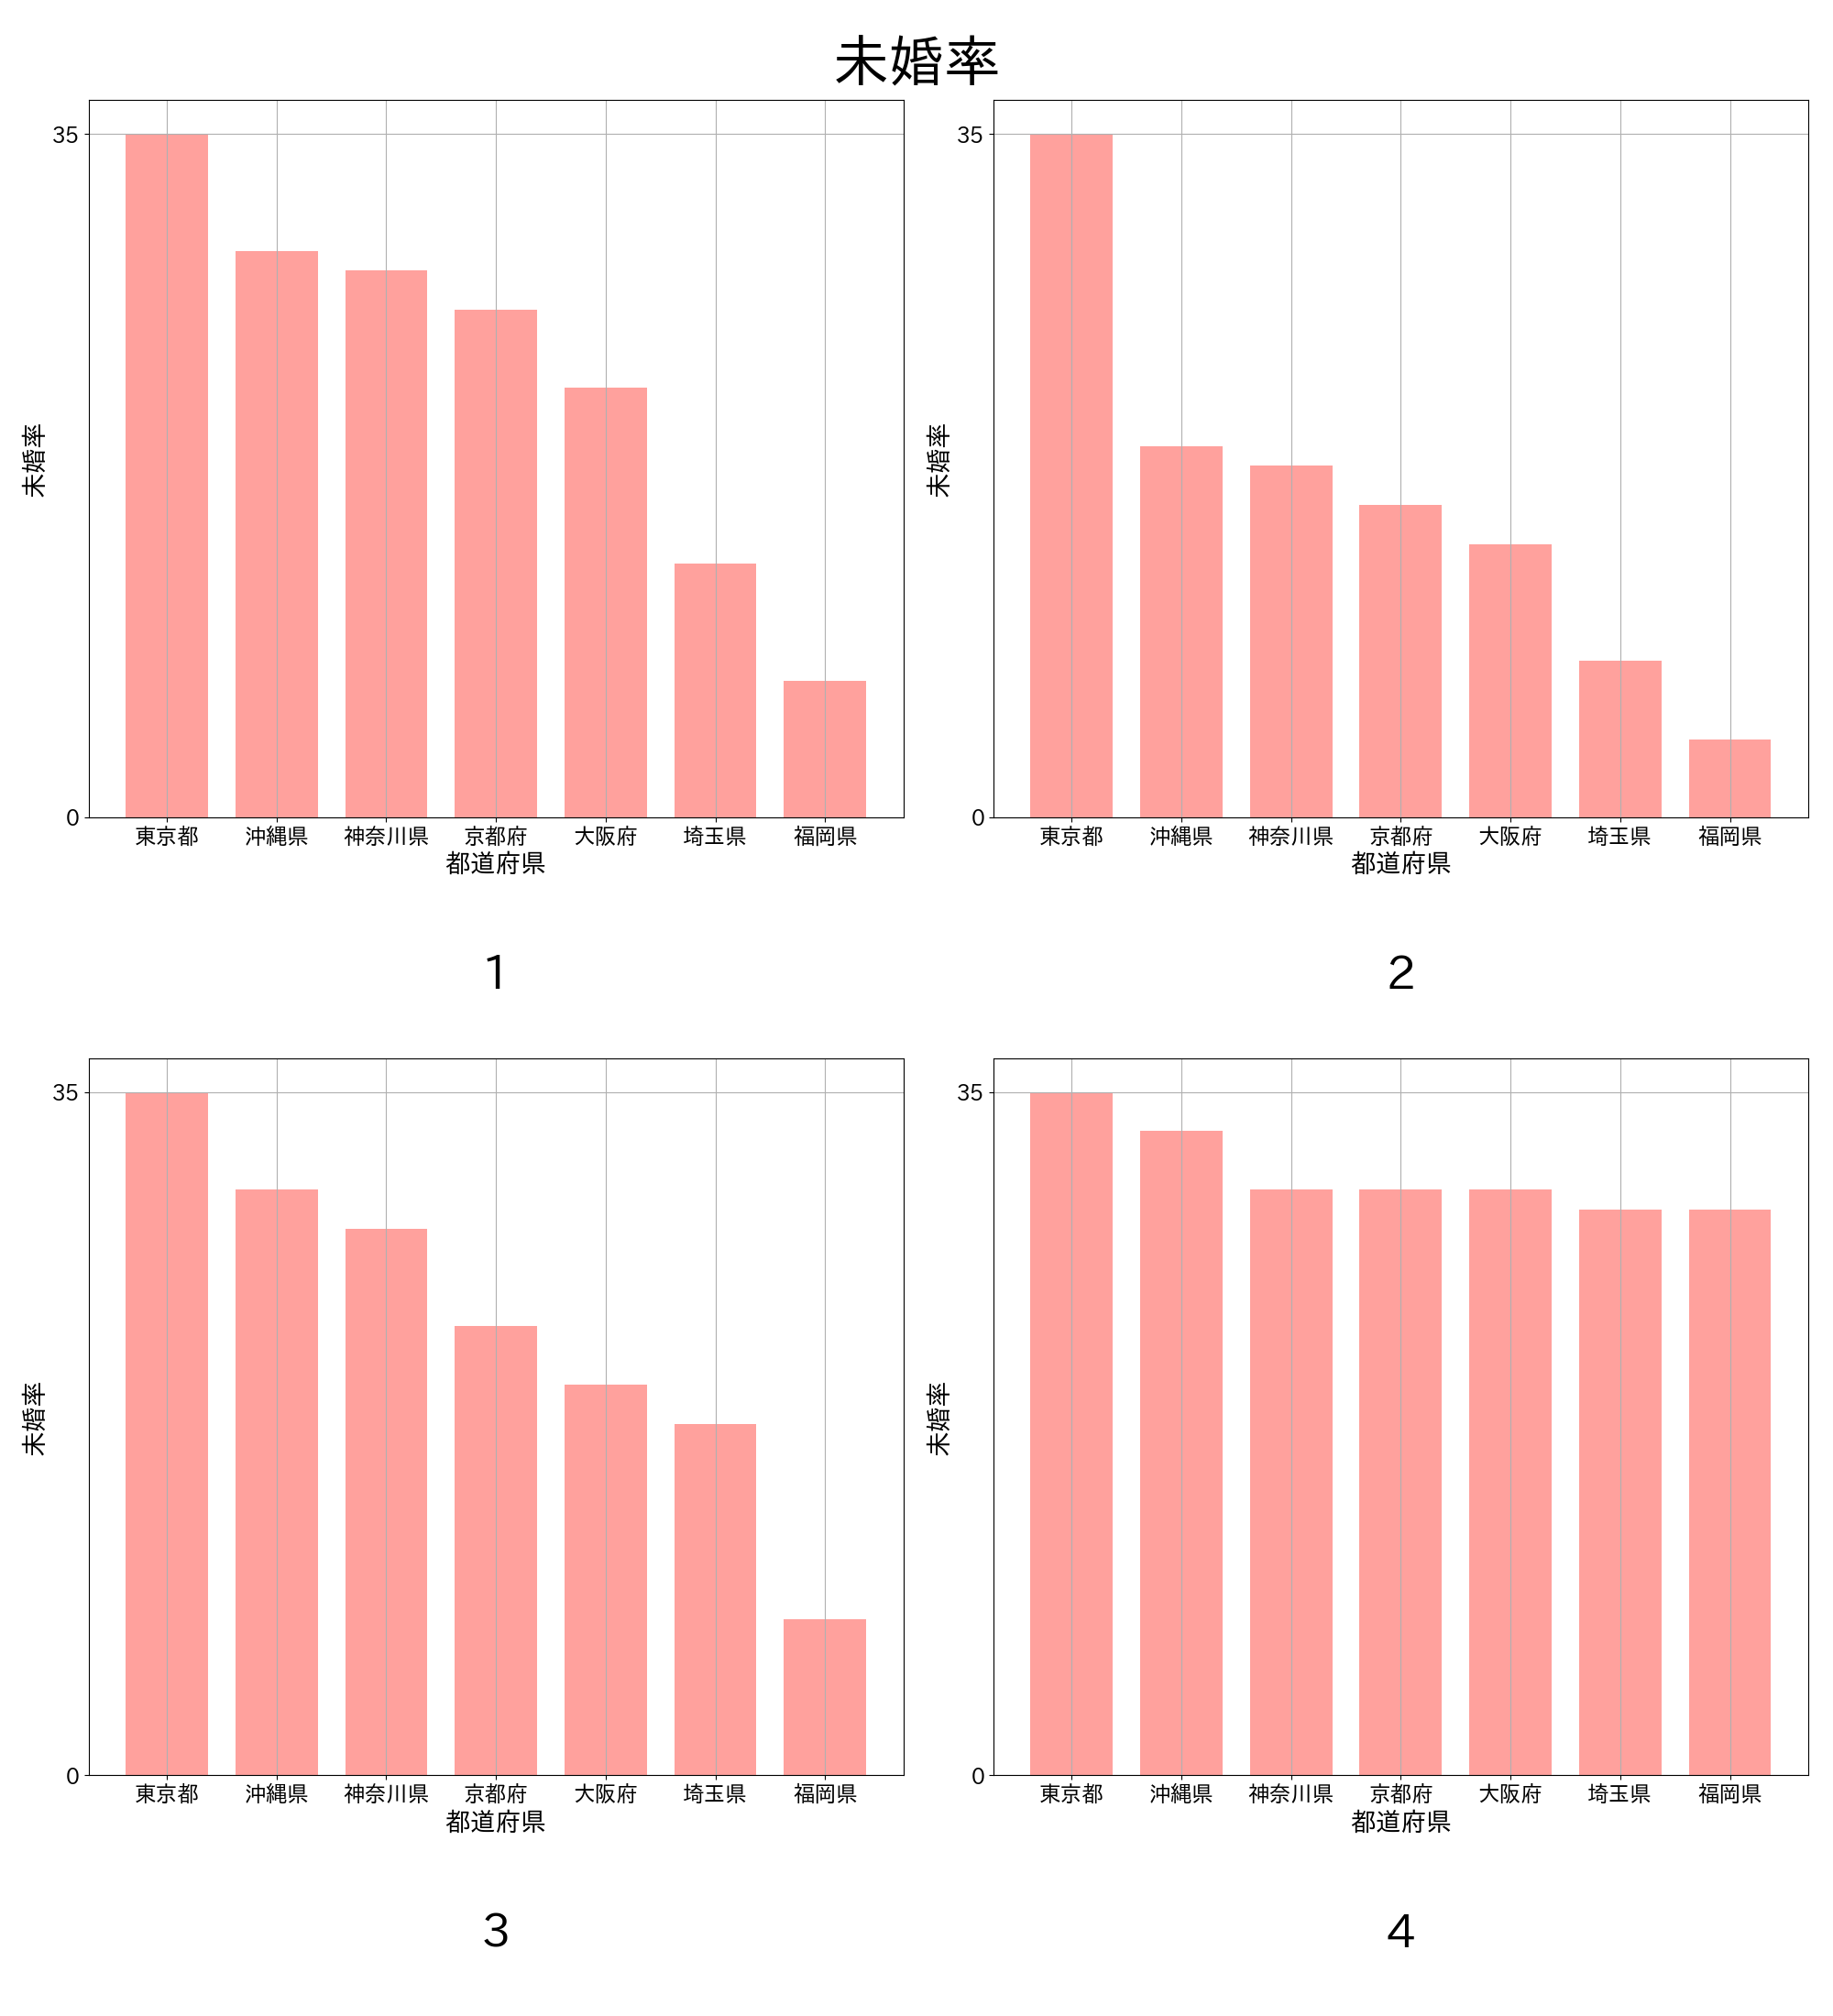 未婚率
35
0
未婚率
東京都 沖縄県 神奈川県 京都府 大阪府 埼玉県 福岡県
都道府県
1
35
0
未婚率
東京都 沖縄県 神奈川県 京都府 大阪府 埼玉県 福岡県
都道府県
2
35
0
未婚率
東京都 沖縄県 神奈川県 京都府 大阪府 埼玉県 福岡県
都道府県
3
35
0
未婚率
東京都 沖縄県 神奈川県 京都府 大阪府 埼玉県 福岡県
都道府県
4